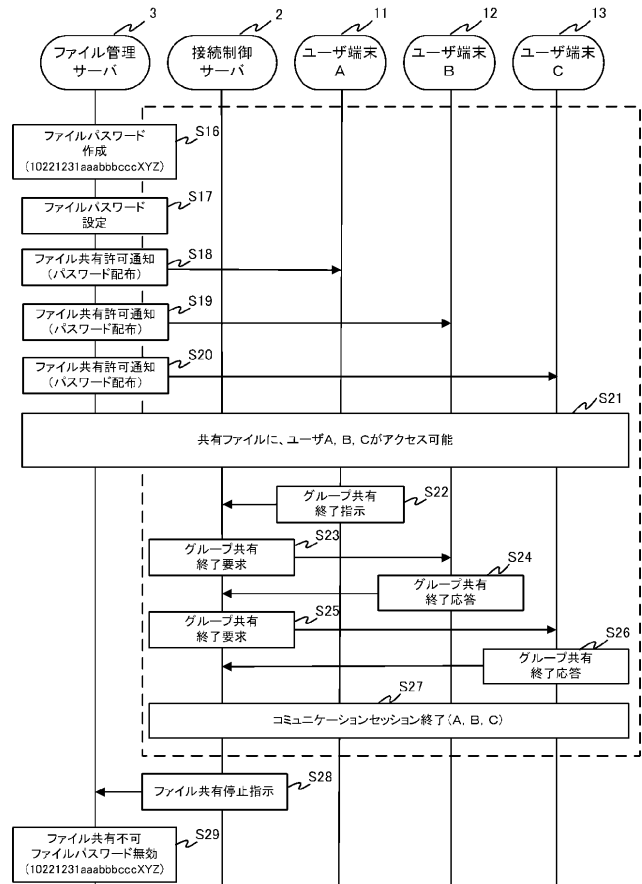 3
2
11
12
13
ファイル管理
サーバ
接続制御
サーバ
ユーザ端末
A
ユーザ端末
B
ユーザ端末
C
S16
ファイルパスワード
作成
(10221231aaabbbcccXYZ)
S17
ファイルパスワード
設定
S18
ファイル共有許可通知
(パスワード配布)
S19
ファイル共有許可通知
(パスワード配布)
S20
ファイル共有許可通知
(パスワード配布)
S21
共有ファイルに、ユーザA, B, Cがアクセス可能
S22
グループ共有
終了指示
S23
グループ共有
終了要求
S24
グループ共有
終了応答
S25
グループ共有
終了要求
S26
グループ共有
終了応答
S27
コミュニケーションセッション終了(A, B, C)
S28
ファイル共有停止指示
S29
ファイル共有不可
ファイルパスワード無効
(10221231aaabbbcccXYZ)